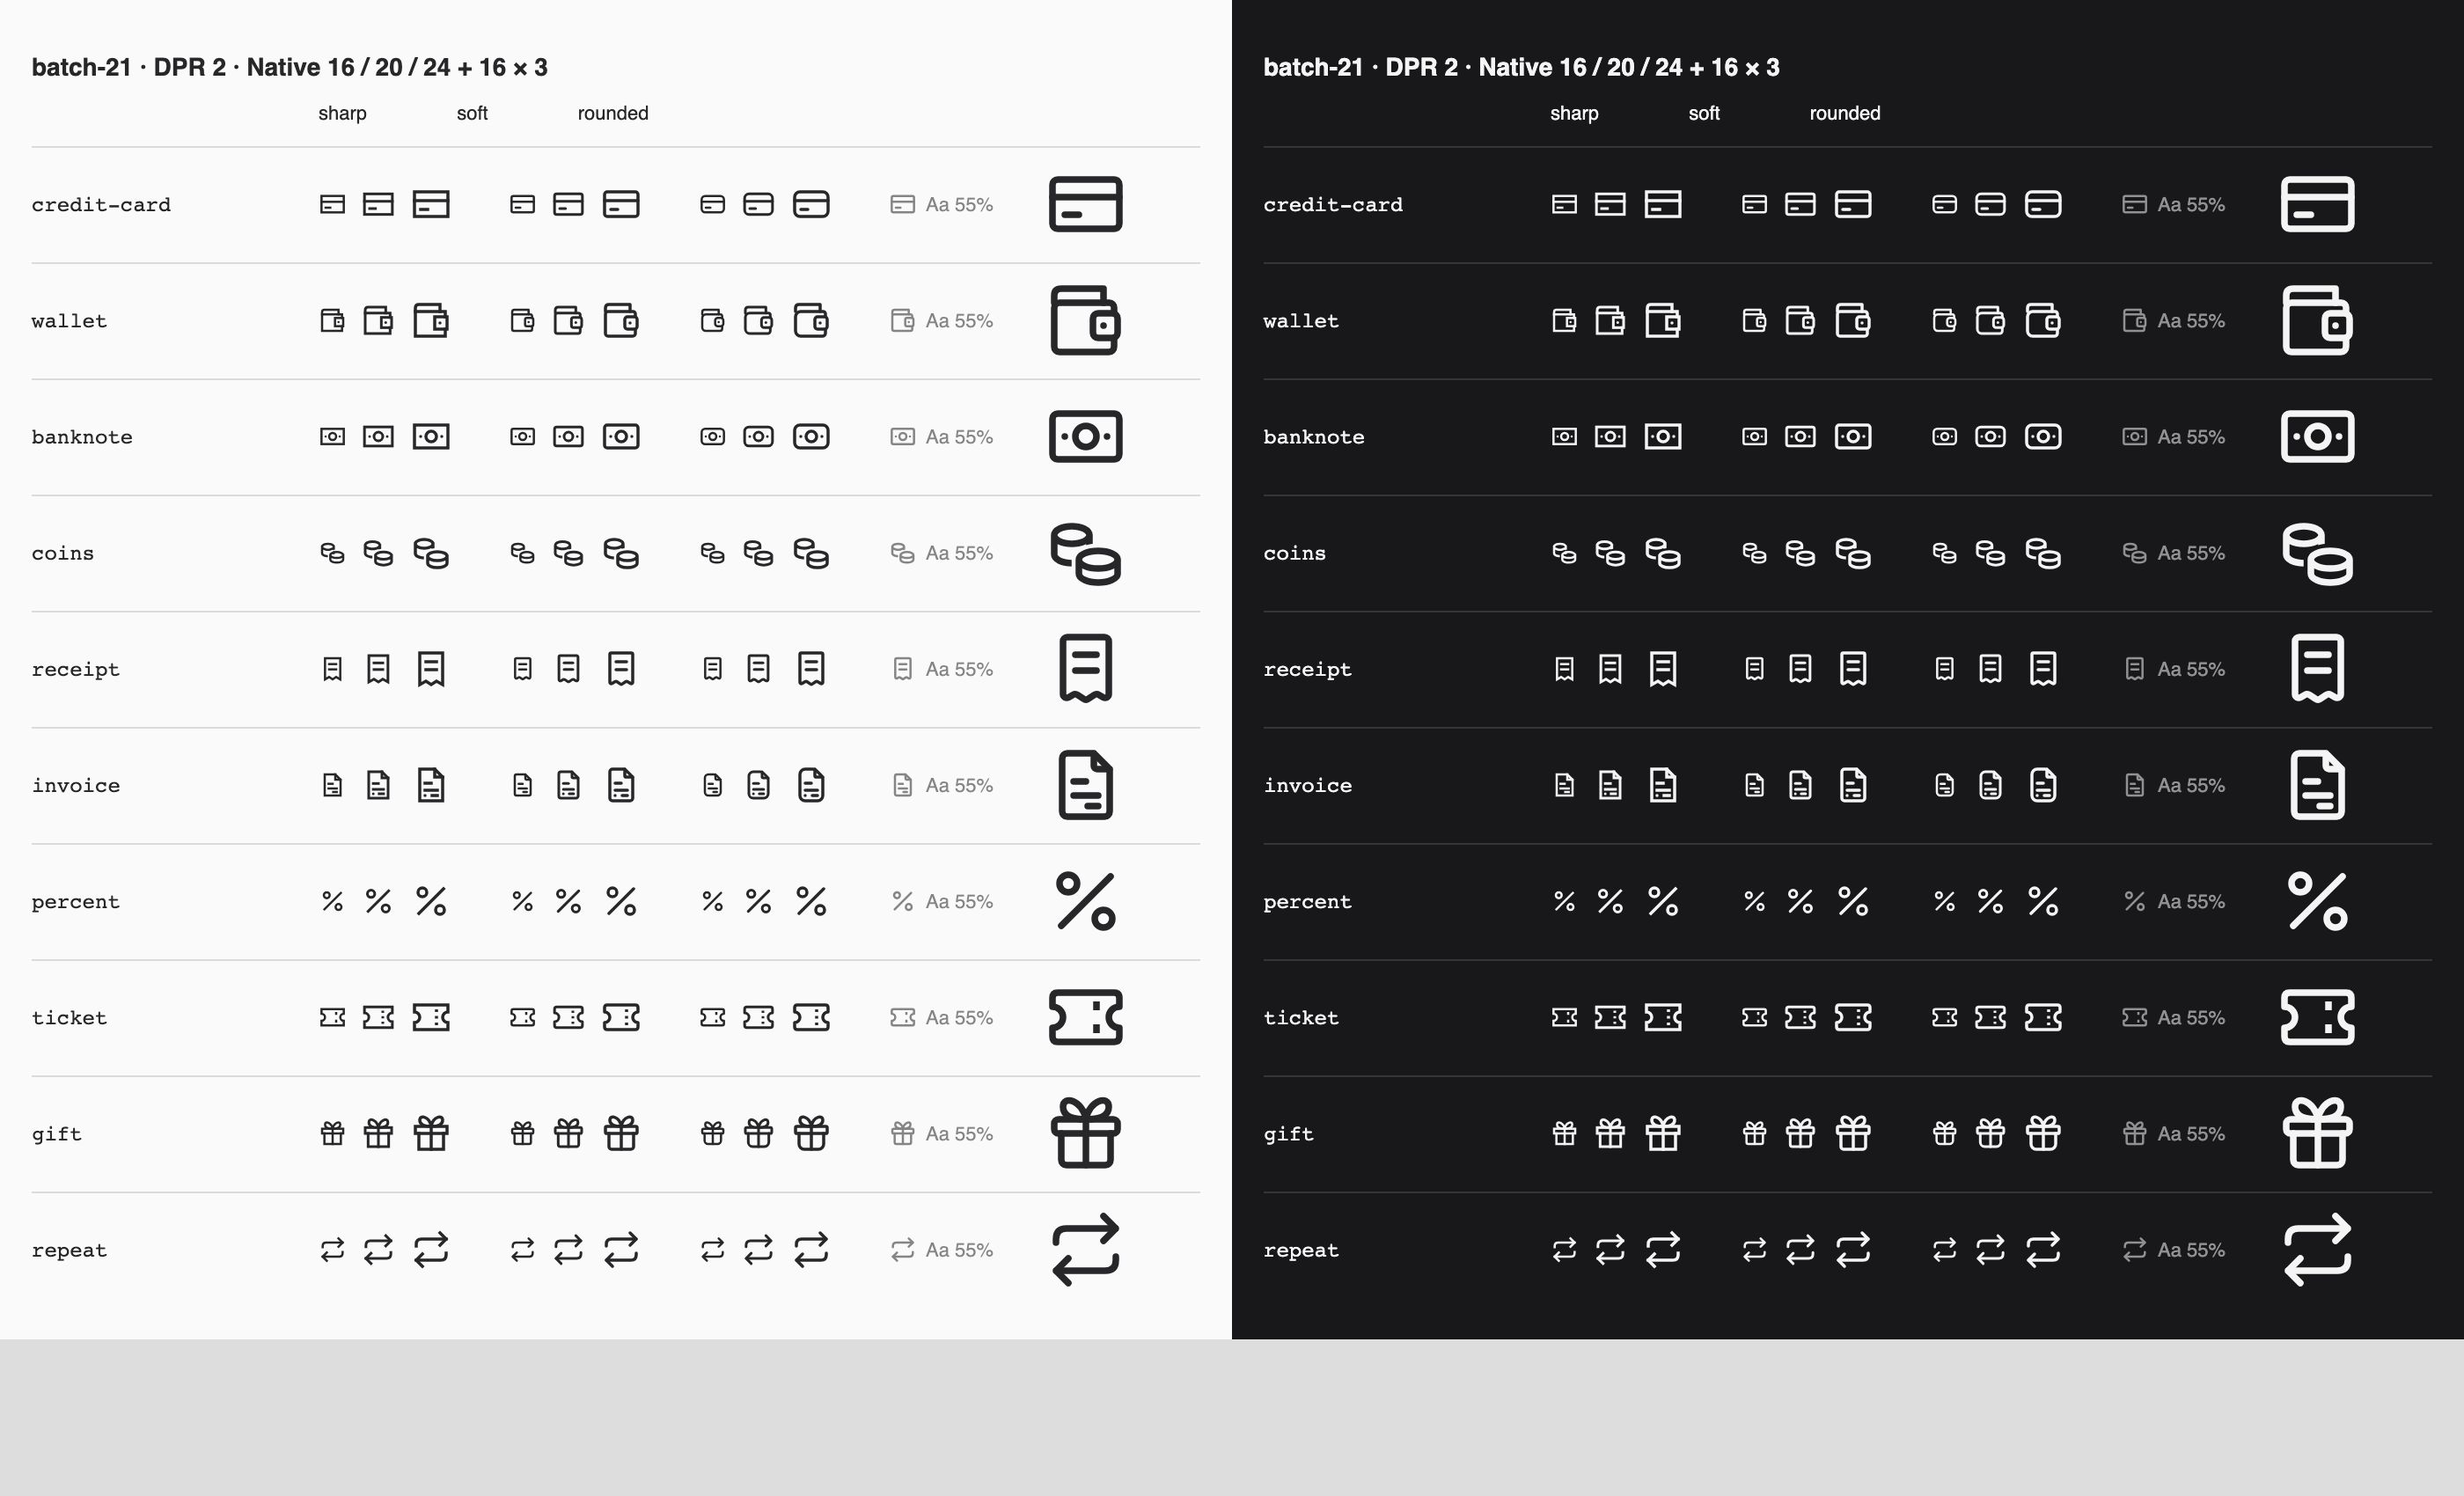 batch-21 · DPR 2 · Native 16 / 20 / 24 + 16 × 3
sharp soft rounded
credit-card Aa 55%
wallet Aa 55%
banknote Aa 55%
coins Aa 55%
receipt Aa 55%
invoice Aa 55%
percent Aa 55%
ticket Aa 55%
gift Aa 55%
repeat Aa 55%
batch-21 · DPR 2 · Native 16 / 20 / 24 + 16 × 3
sharp soft rounded
credit-card Aa 55%
wallet Aa 55%
banknote Aa 55%
coins Aa 55%
receipt Aa 55%
invoice Aa 55%
percent Aa 55%
ticket Aa 55%
gift Aa 55%
repeat Aa 55%